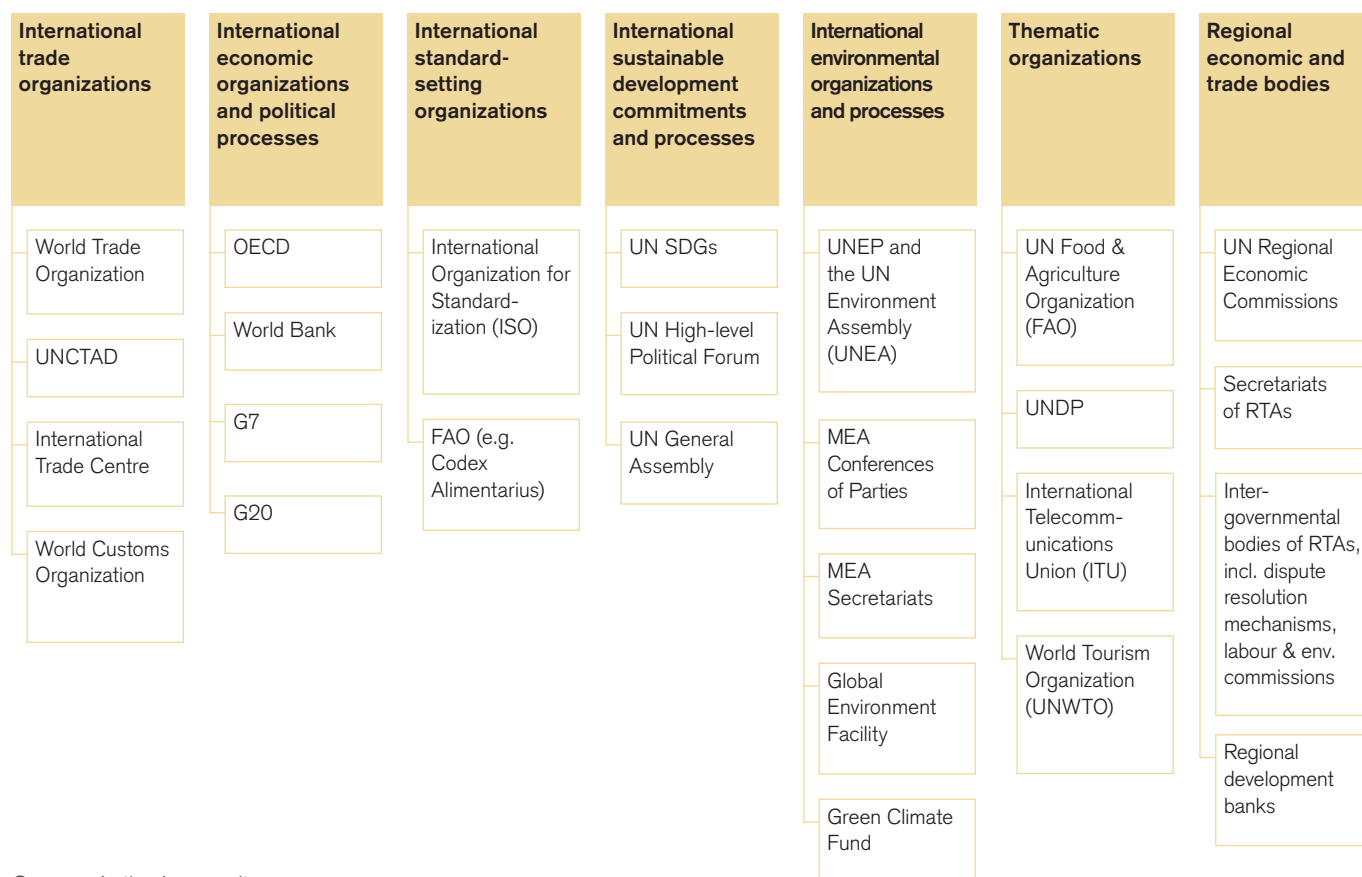 International
trade
organizations
World Trade
Organization
UNCTAD
International
Trade Centre
World Customs
Organization
International
economic
organizations
and political
processes
OECD
World Bank
G7
G20
International
standard-
setting
organizations
International
Organization for
Standard-
ization (ISO)
FAO (e.g.
Codex
Alimentarius)
International
sustainable
development
commitments
and processes
UN SDGs
UN High-level
Political Forum
UN General
Assembly
International
environmental
organizations
and processes
UNEP and
the UN
Environment
Assembly
(UNEA)
MEA
Conferences
of Parties
MEA
Secretariats
Global
Environment
Facility
Green Climate
Fund
Thematic
organizations
UN Food &
Agriculture
Organization
(FAO)
UNDP
International
Telecomm-
unications
Union (ITU)
World Tourism
Organization
(UNWTO)
Regional
economic and
trade bodies
UN Regional
Economic
Commissions
Secretariats
of RTAs
Inter-
governmental
bodies of RTAs,
incl. dispute
resolution
mechanisms,
labour & env.
commissions
Regional
development
banks